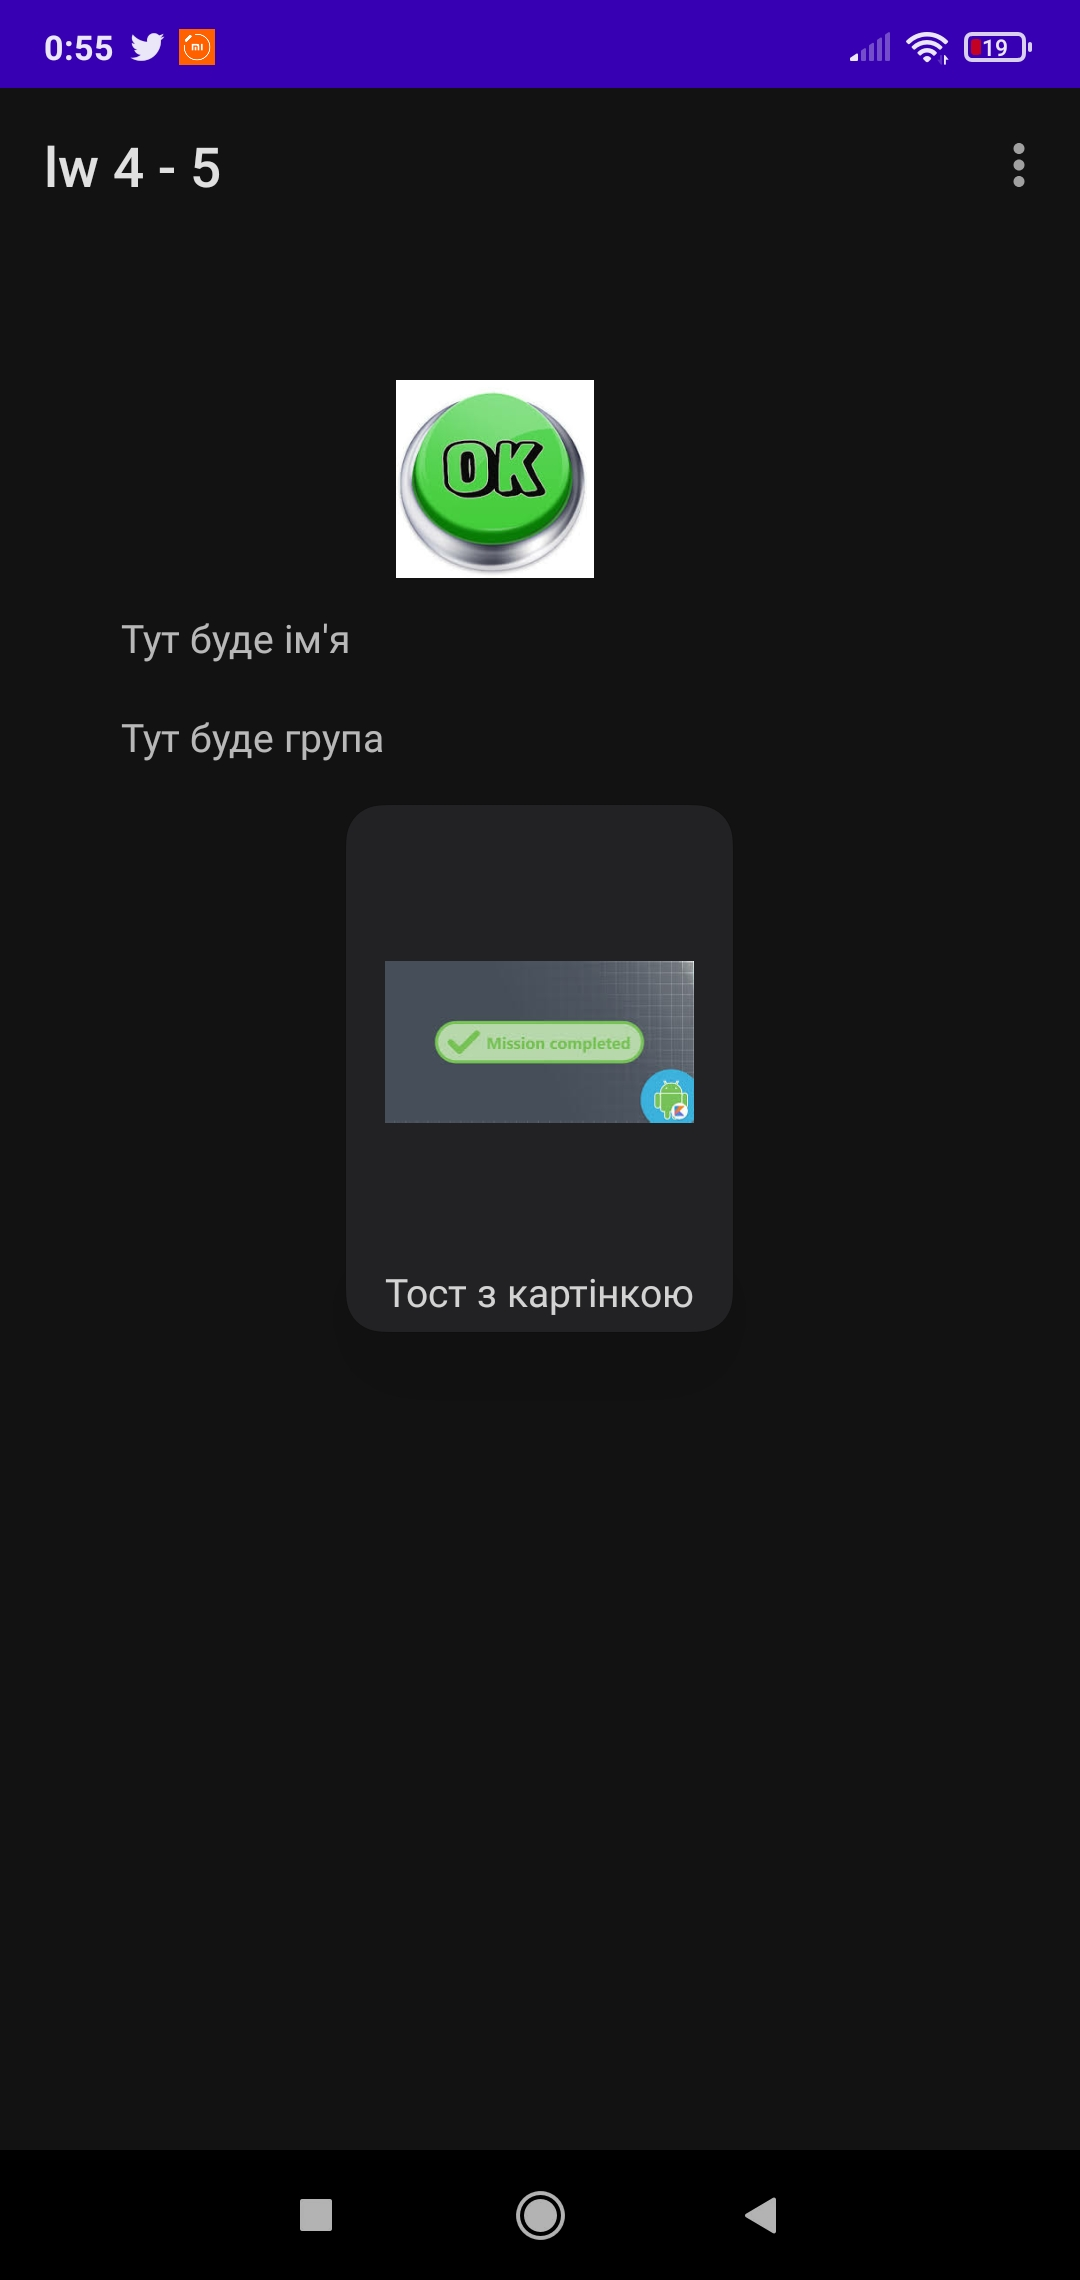 0:55
19
lw 4 - 5
OK
Тут буде ім'я
Тут буде група
Mission completed
Тост з картінкою